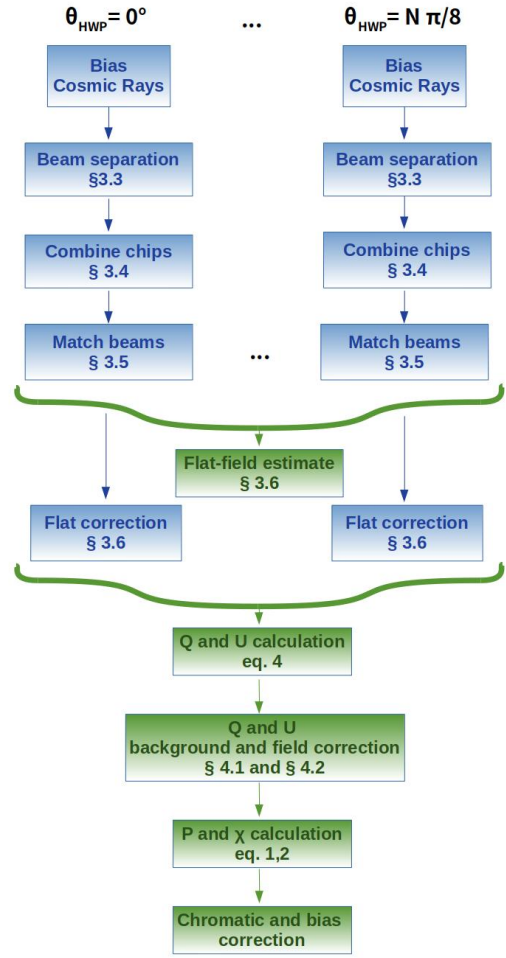 θHWP= 0° ... θHWP= N π/8
Bias
Cosmic Rays
Bias
Cosmic Rays
Beam separation
§3.3
Beam separation
§3.3
Combine chips
§ 3.4
Combine chips
§ 3.4
Match beams
§ 3.5
...
Match beams
§ 3.5
Flat-field estimate
§ 3.6
Flat correction
§ 3.6
Flat correction
§ 3.6
Q and U calculation
eq. 4
Q and U
background and field correction
§ 4.1 and § 4.2
P and χ calculation
eq. 1,2
Chromatic and bias
correction